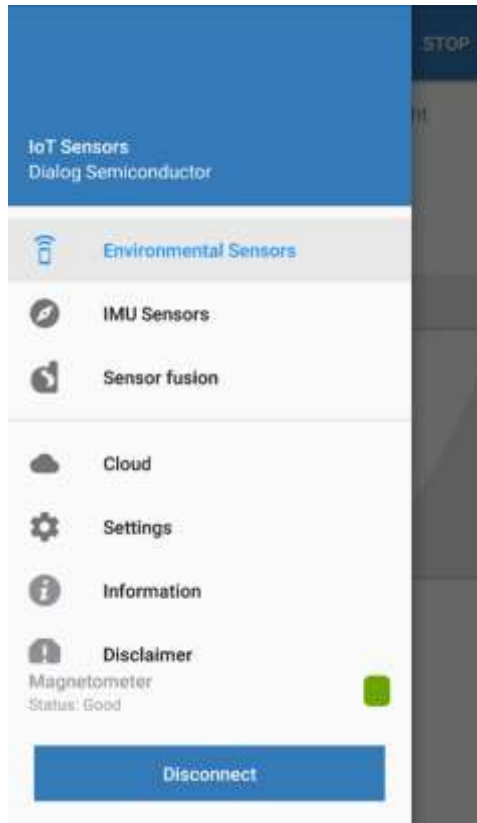 STOP
IoT Sensors
Dialog Semiconductor
Environmental Sensors
IMU Sensors
Sensor fusion
Cloud
Settings
Information
Disclaimer
Magnetometer
Status: Good
Disconnect